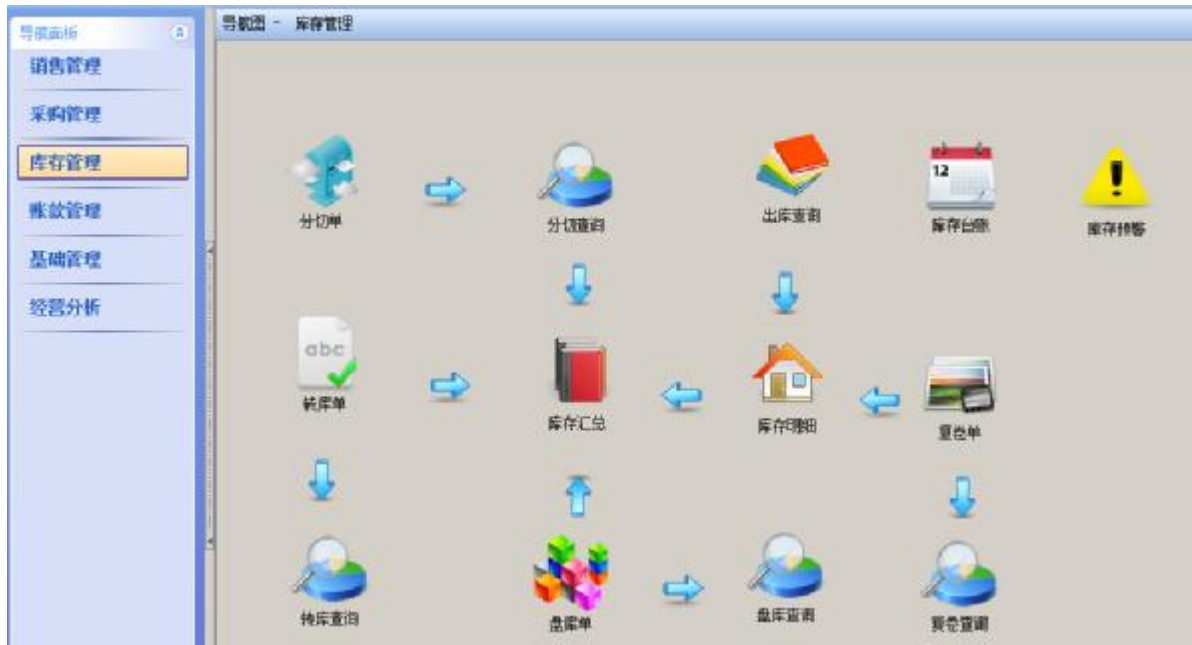 导航面板
导航图 - 库存管理
销售管理
采购管理
库存管理
账款管理
基础管理
经营分析
12
分切单
分切查询
出库查询
库存台账
库存预警
abc
转库单
库存汇总
库存明细
复卷单
转库查询
盘库单
盘库查询
复卷查询